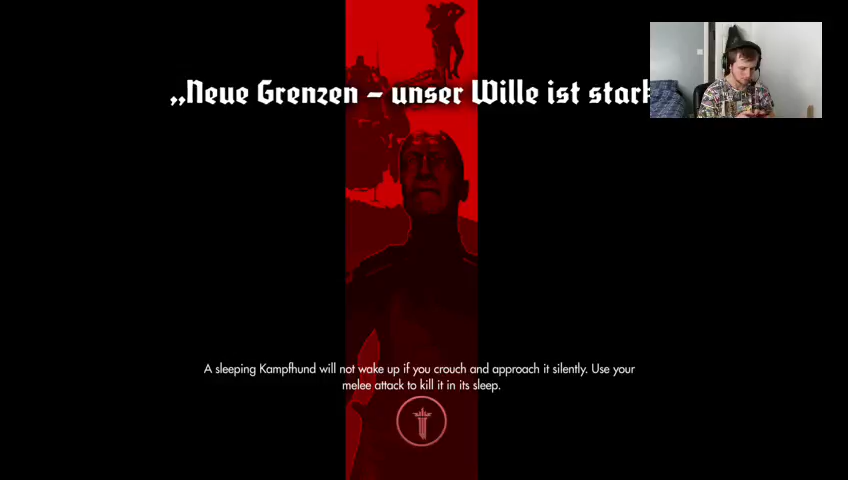 „Neue Grenzen – unser Wille ist stark
A sleeping Kampfhund will not wake up if you crouch and approach it silently. Use your
melee attack to kill it in its sleep.